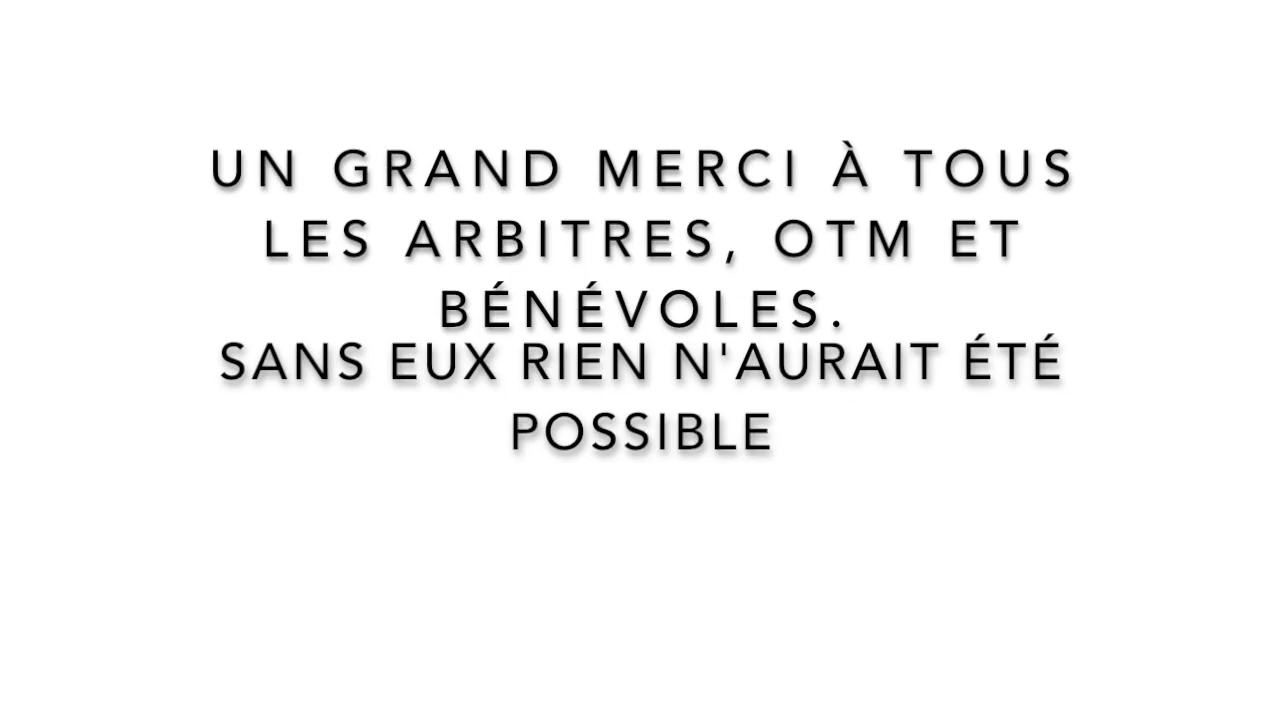 UN GRAND MERCI À TOUS
LES ARBITRES, OTM ET
BÉNÉVOLES.
SANS EUX RIEN N'AURAIT ÉTÉ
POSSIBLE